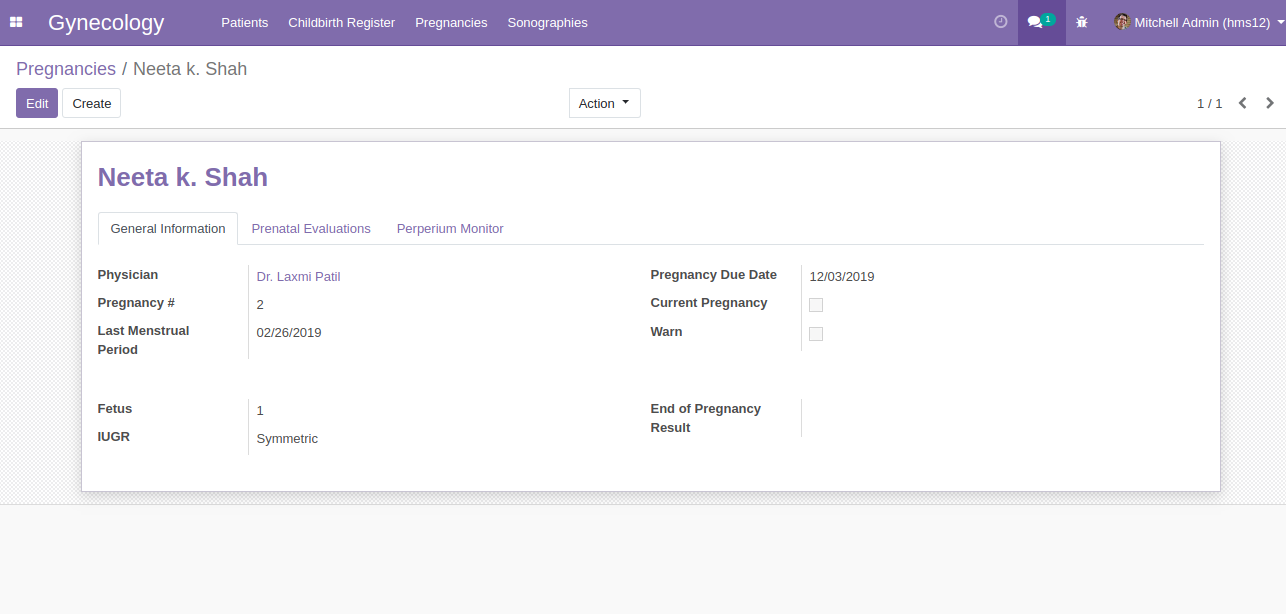 Gynecology Patients Childbirth Register Pregnancies Sonographies 1 Mitchell Admin (hms12)
Pregnancies / Neeta k. Shah
Edit Create Action 1 / 1
Neeta k. Shah
General Information Prenatal Evaluations Perperium Monitor
Physician Dr. Laxmi Patil
Pregnancy # 2
Last Menstrual Period 02/26/2019
Pregnancy Due Date 12/03/2019
Current Pregnancy
Warn
Fetus 1
IUGR Symmetric
End of Pregnancy
Result